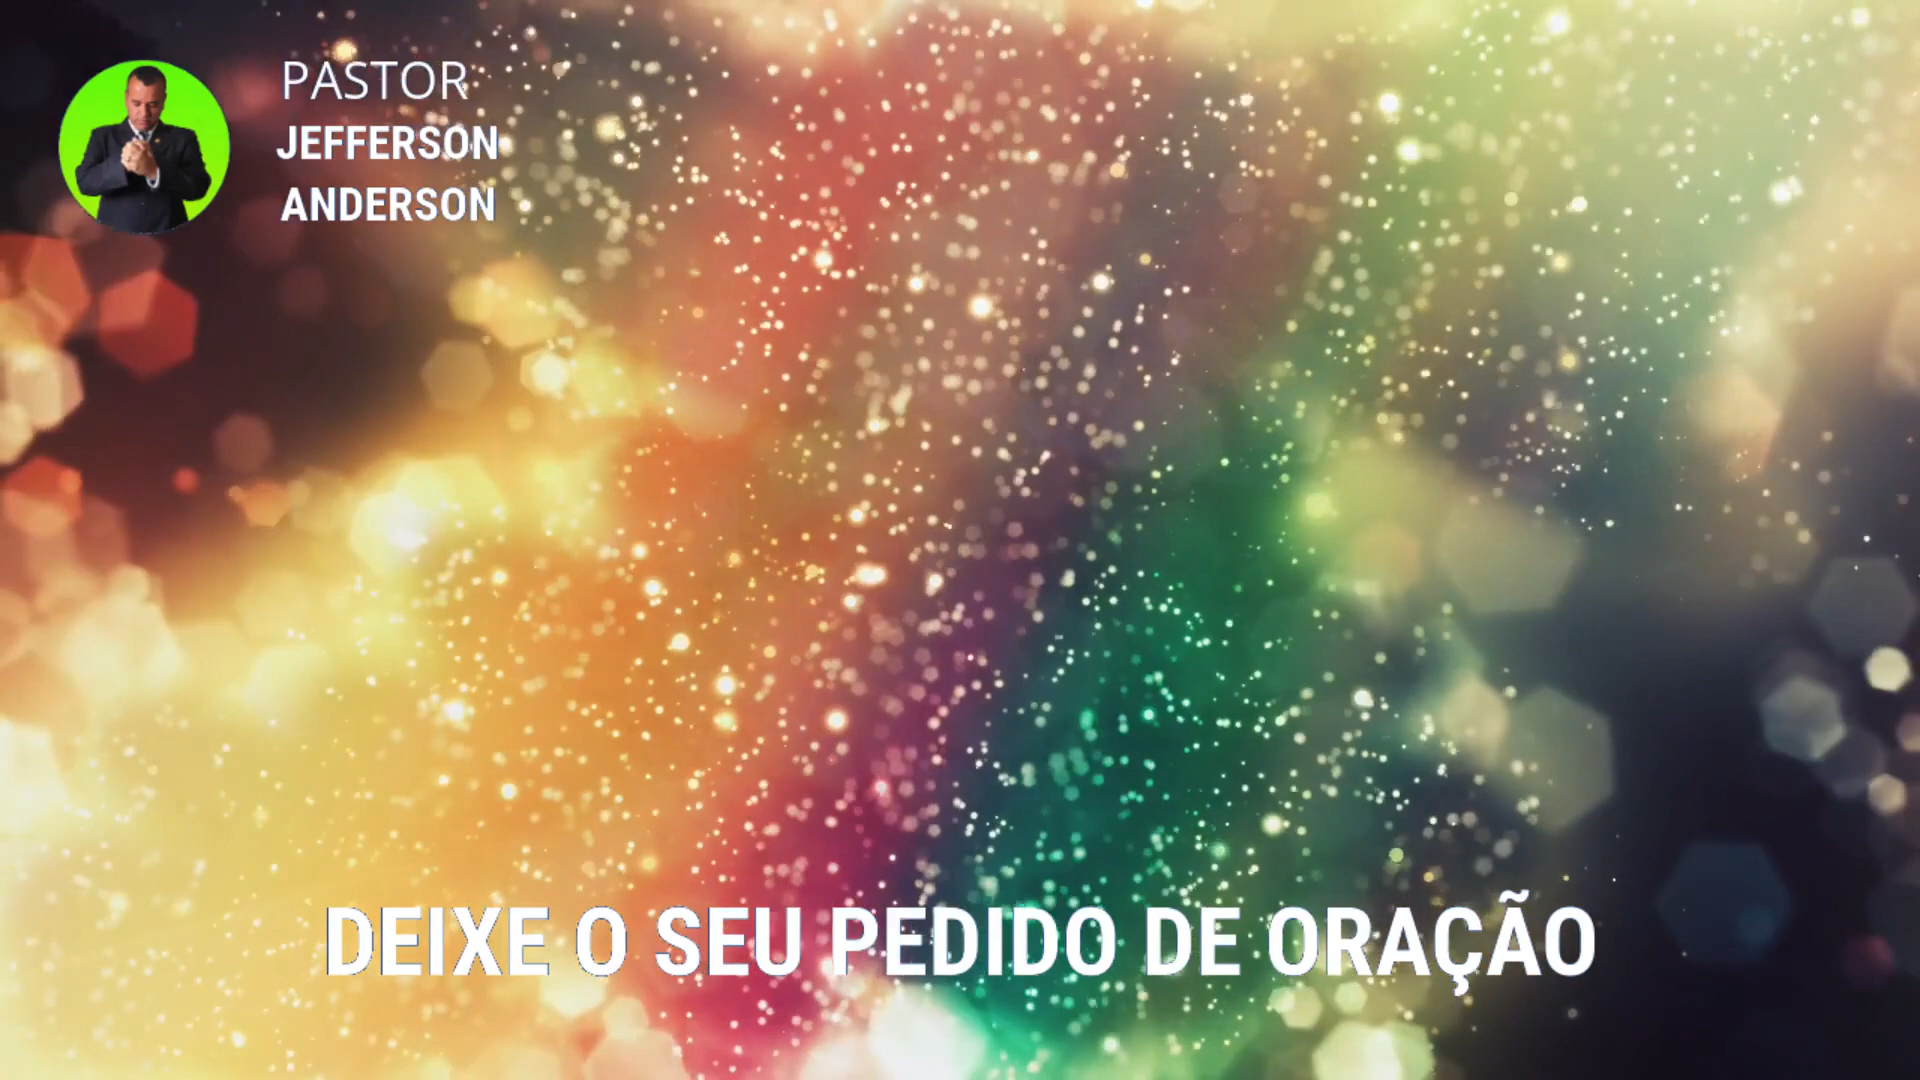 PASTOR
JEFFERSON
ANDERSON
DEIXE O SEU PEDIDO DE ORAÇÃO